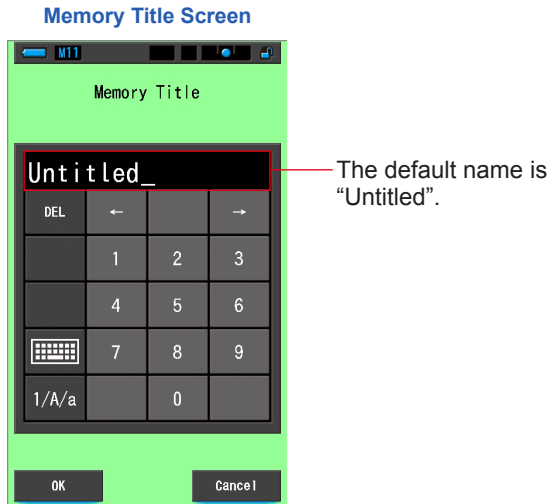 Memory Title Screen
M11
Memory Title
Untitled_
The default name is
“Untitled”.
DEL ← →
1 2 3
4 5 6
7 8 9
1/A/a 0
OK Cancel